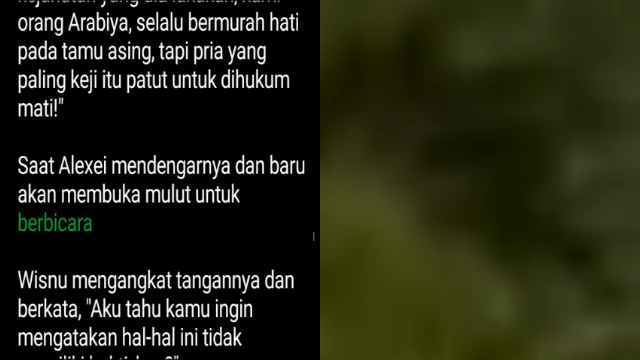 orang Arabiya, selalu bermurah hati
pada tamu asing, tapi pria yang
paling keji itu patut untuk dihukum
mati!"
Saat Alexei mendengarnya dan baru
akan membuka mulut untuk
berbicara
Wisnu mengangkat tangannya dan
berkata, "Aku tahu kamu ingin
mengatakan hal-hal ini tidak